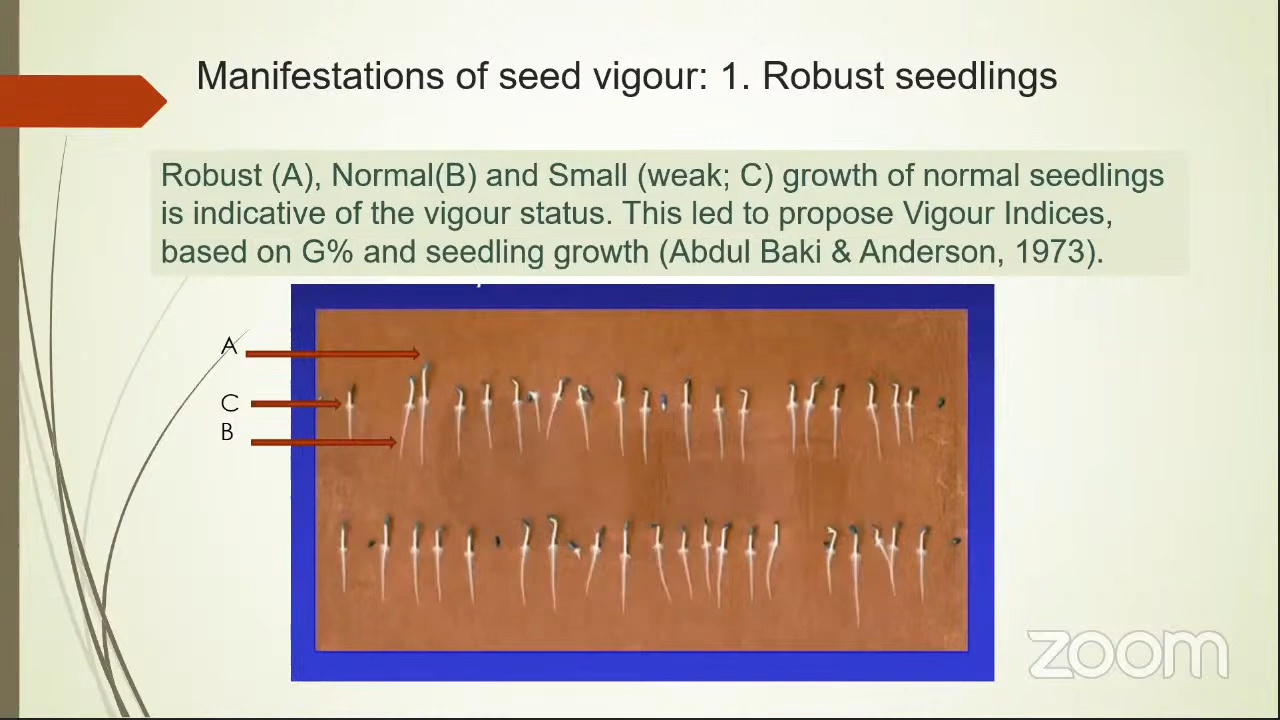 Manifestations of seed vigour: 1. Robust seedlings
Robust (A), Normal(B) and Small (weak; C) growth of normal seedlings
is indicative of the vigour status. This led to propose Vigour Indices,
based on G% and seedling growth (Abdul Baki & Anderson, 1973).
A
C
B
zoom